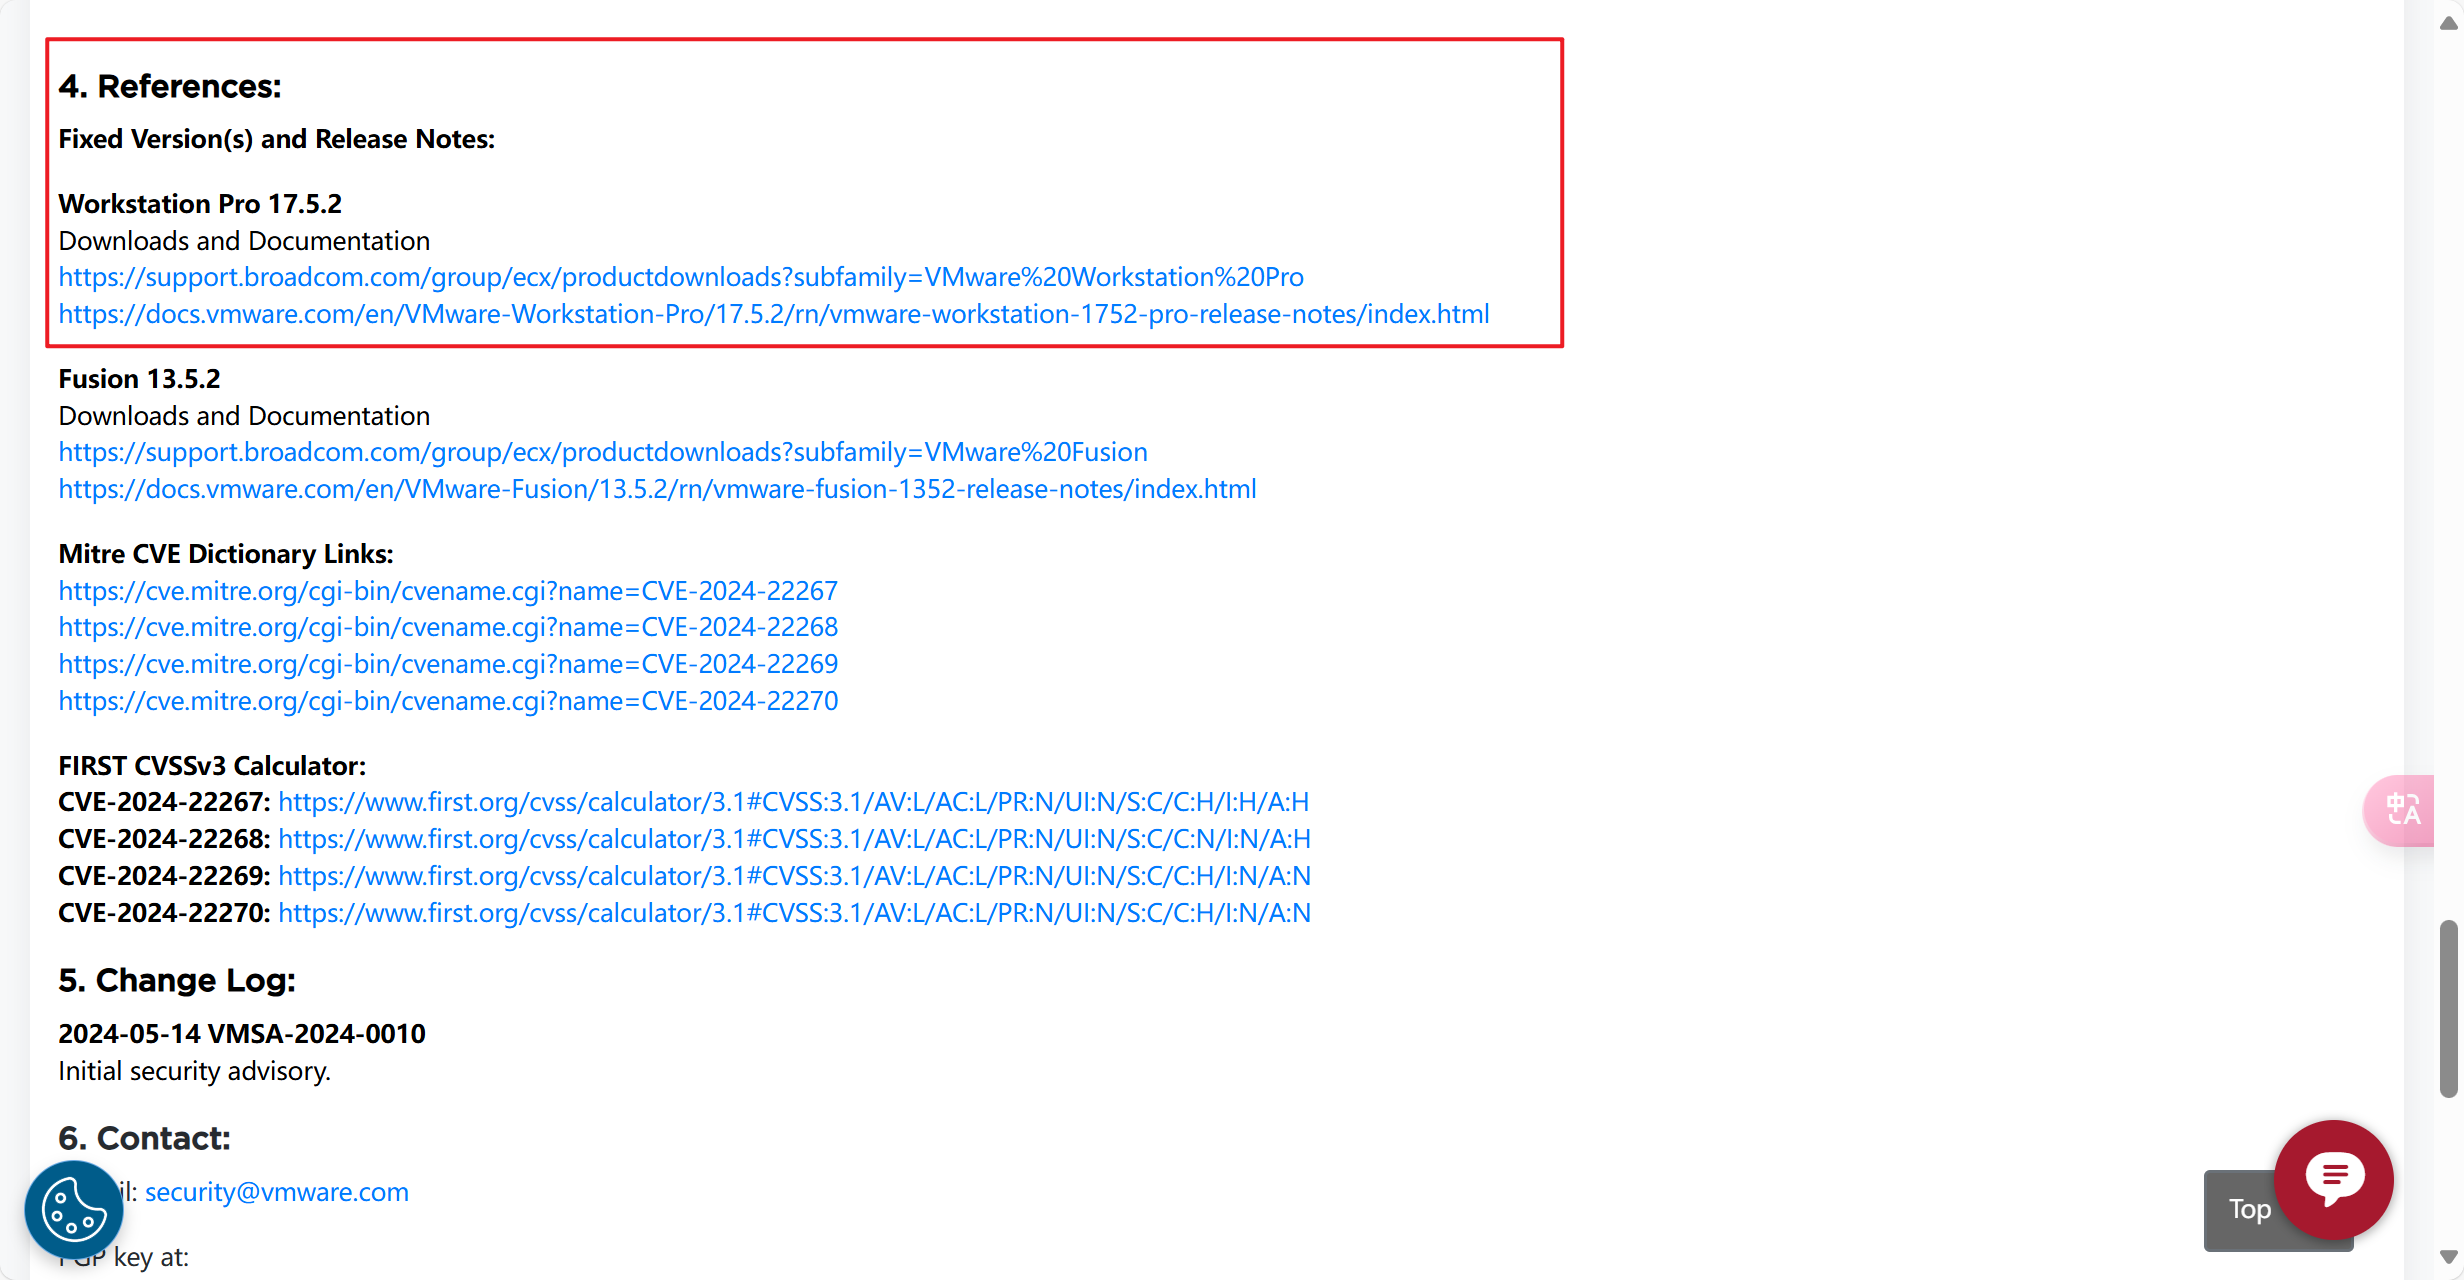 4. References:
Fixed Version(s) and Release Notes:
Workstation Pro 17.5.2
Downloads and Documentation
https://support.broadcom.com/group/ecx/productdownloads?subfamily=VMware%20Workstation%20Pro
https://docs.vmware.com/en/VMware-Workstation-Pro/17.5.2/rn/vmware-workstation-1752-pro-release-notes/index.html
Fusion 13.5.2
Downloads and Documentation
https://support.broadcom.com/group/ecx/productdownloads?subfamily=VMware%20Fusion
https://docs.vmware.com/en/VMware-Fusion/13.5.2/rn/vmware-fusion-1352-release-notes/index.html
Mitre CVE Dictionary Links:
https://cve.mitre.org/cgi-bin/cvename.cgi?name=CVE-2024-22267
https://cve.mitre.org/cgi-bin/cvename.cgi?name=CVE-2024-22268
https://cve.mitre.org/cgi-bin/cvename.cgi?name=CVE-2024-22269
https://cve.mitre.org/cgi-bin/cvename.cgi?name=CVE-2024-22270
FIRST CVSSv3 Calculator:
CVE-2024-22267: https://www.first.org/cvss/calculator/3.1#CVSS:3.1/AV:L/AC:L/PR:N/UI:N/S:C/C:H/I:H/A:H
CVE-2024-22268: https://www.first.org/cvss/calculator/3.1#CVSS:3.1/AV:L/AC:L/PR:N/UI:N/S:C/C:N/I:N/A:H
CVE-2024-22269: https://www.first.org/cvss/calculator/3.1#CVSS:3.1/AV:L/AC:L/PR:N/UI:N/S:C/C:H/I:N/A:N
CVE-2024-22270: https://www.first.org/cvss/calculator/3.1#CVSS:3.1/AV:L/AC:L/PR:N/UI:N/S:C/C:H/I:N/A:N
5. Change Log:
2024-05-14 VMSA-2024-0010
Initial security advisory.
6. Contact:
security@vmware.com
Top
key at: